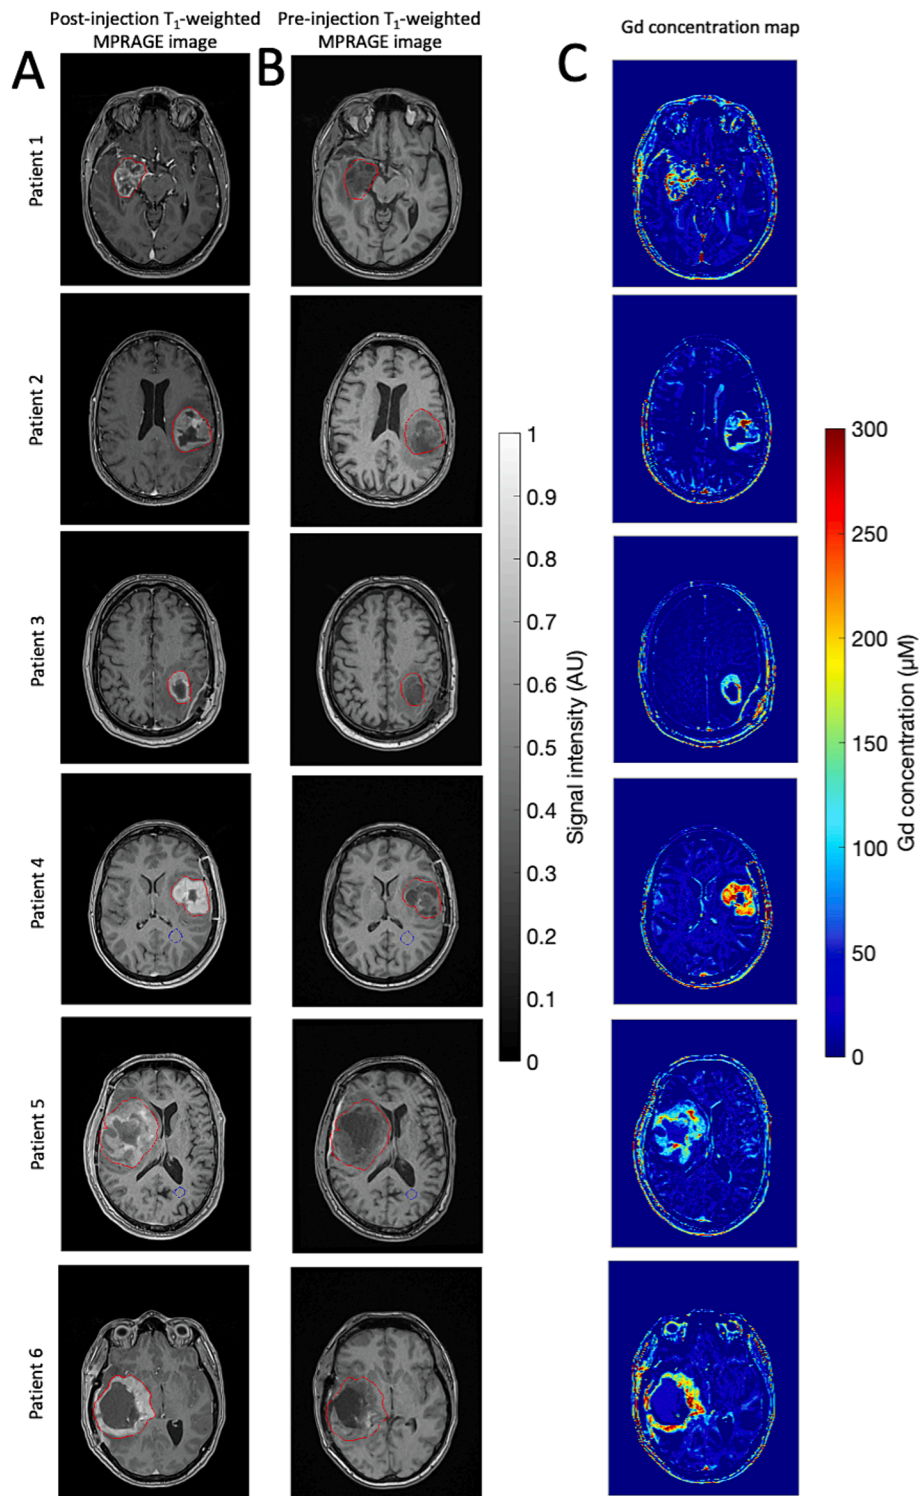 Post-injection T₁-weighted
MPRAGE image
Pre-injection T₁-weighted
MPRAGE image
Gd concentration map
A
B
C
Patient 1
Patient 2
Patient 3
Patient 4
Patient 5
Patient 6
1
0.9
0.8
0.7
0.6
0.5
0.4
0.3
0.2
0.1
0
Signal intensity (AU)
300
250
200
150
100
50
0
Gd concentration (µM)